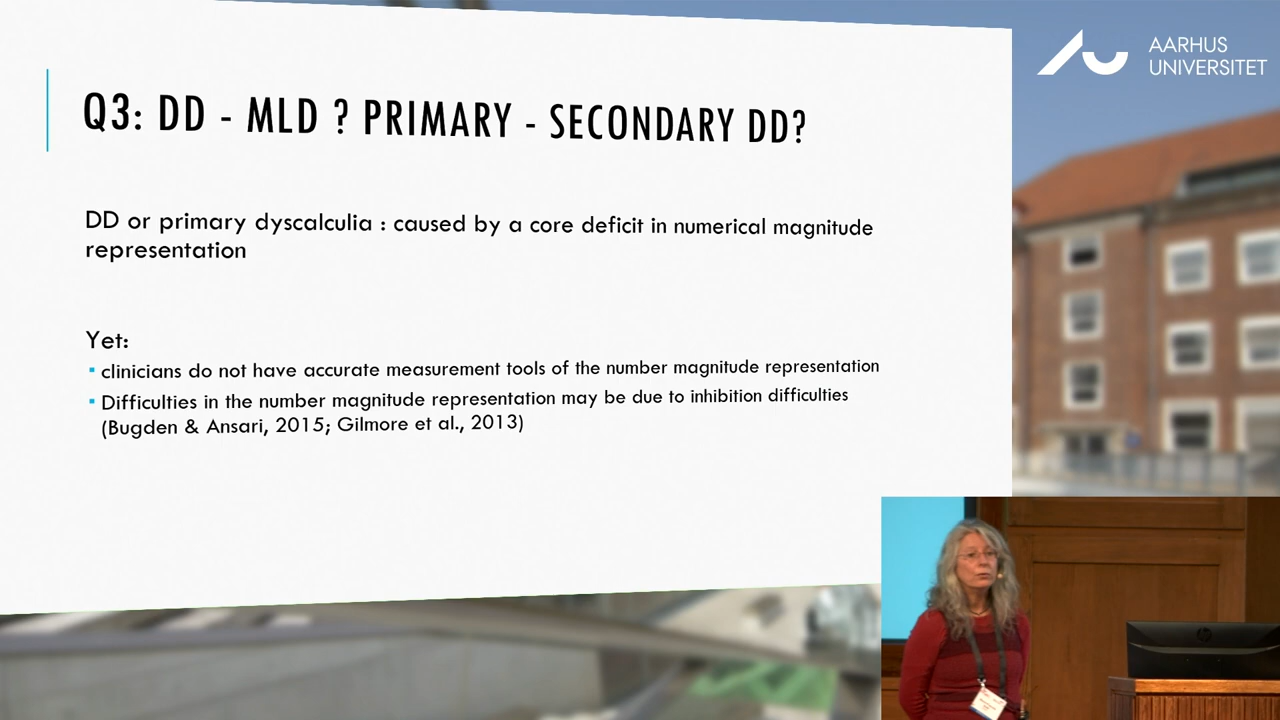 AARHUS
UNIVERSITET
Q3: DD - MLD ? PRIMARY - SECONDARY DD?
DD or primary dyscalculia : caused by a core deficit in numerical magnitude
representation
Yet:
▪ clinicians do not have accurate measurement tools of the number magnitude representation
▪ Difficulties in the number magnitude representation may be due to inhibition difficulties
(Bugden & Ansari, 2015; Gilmore et al., 2013)